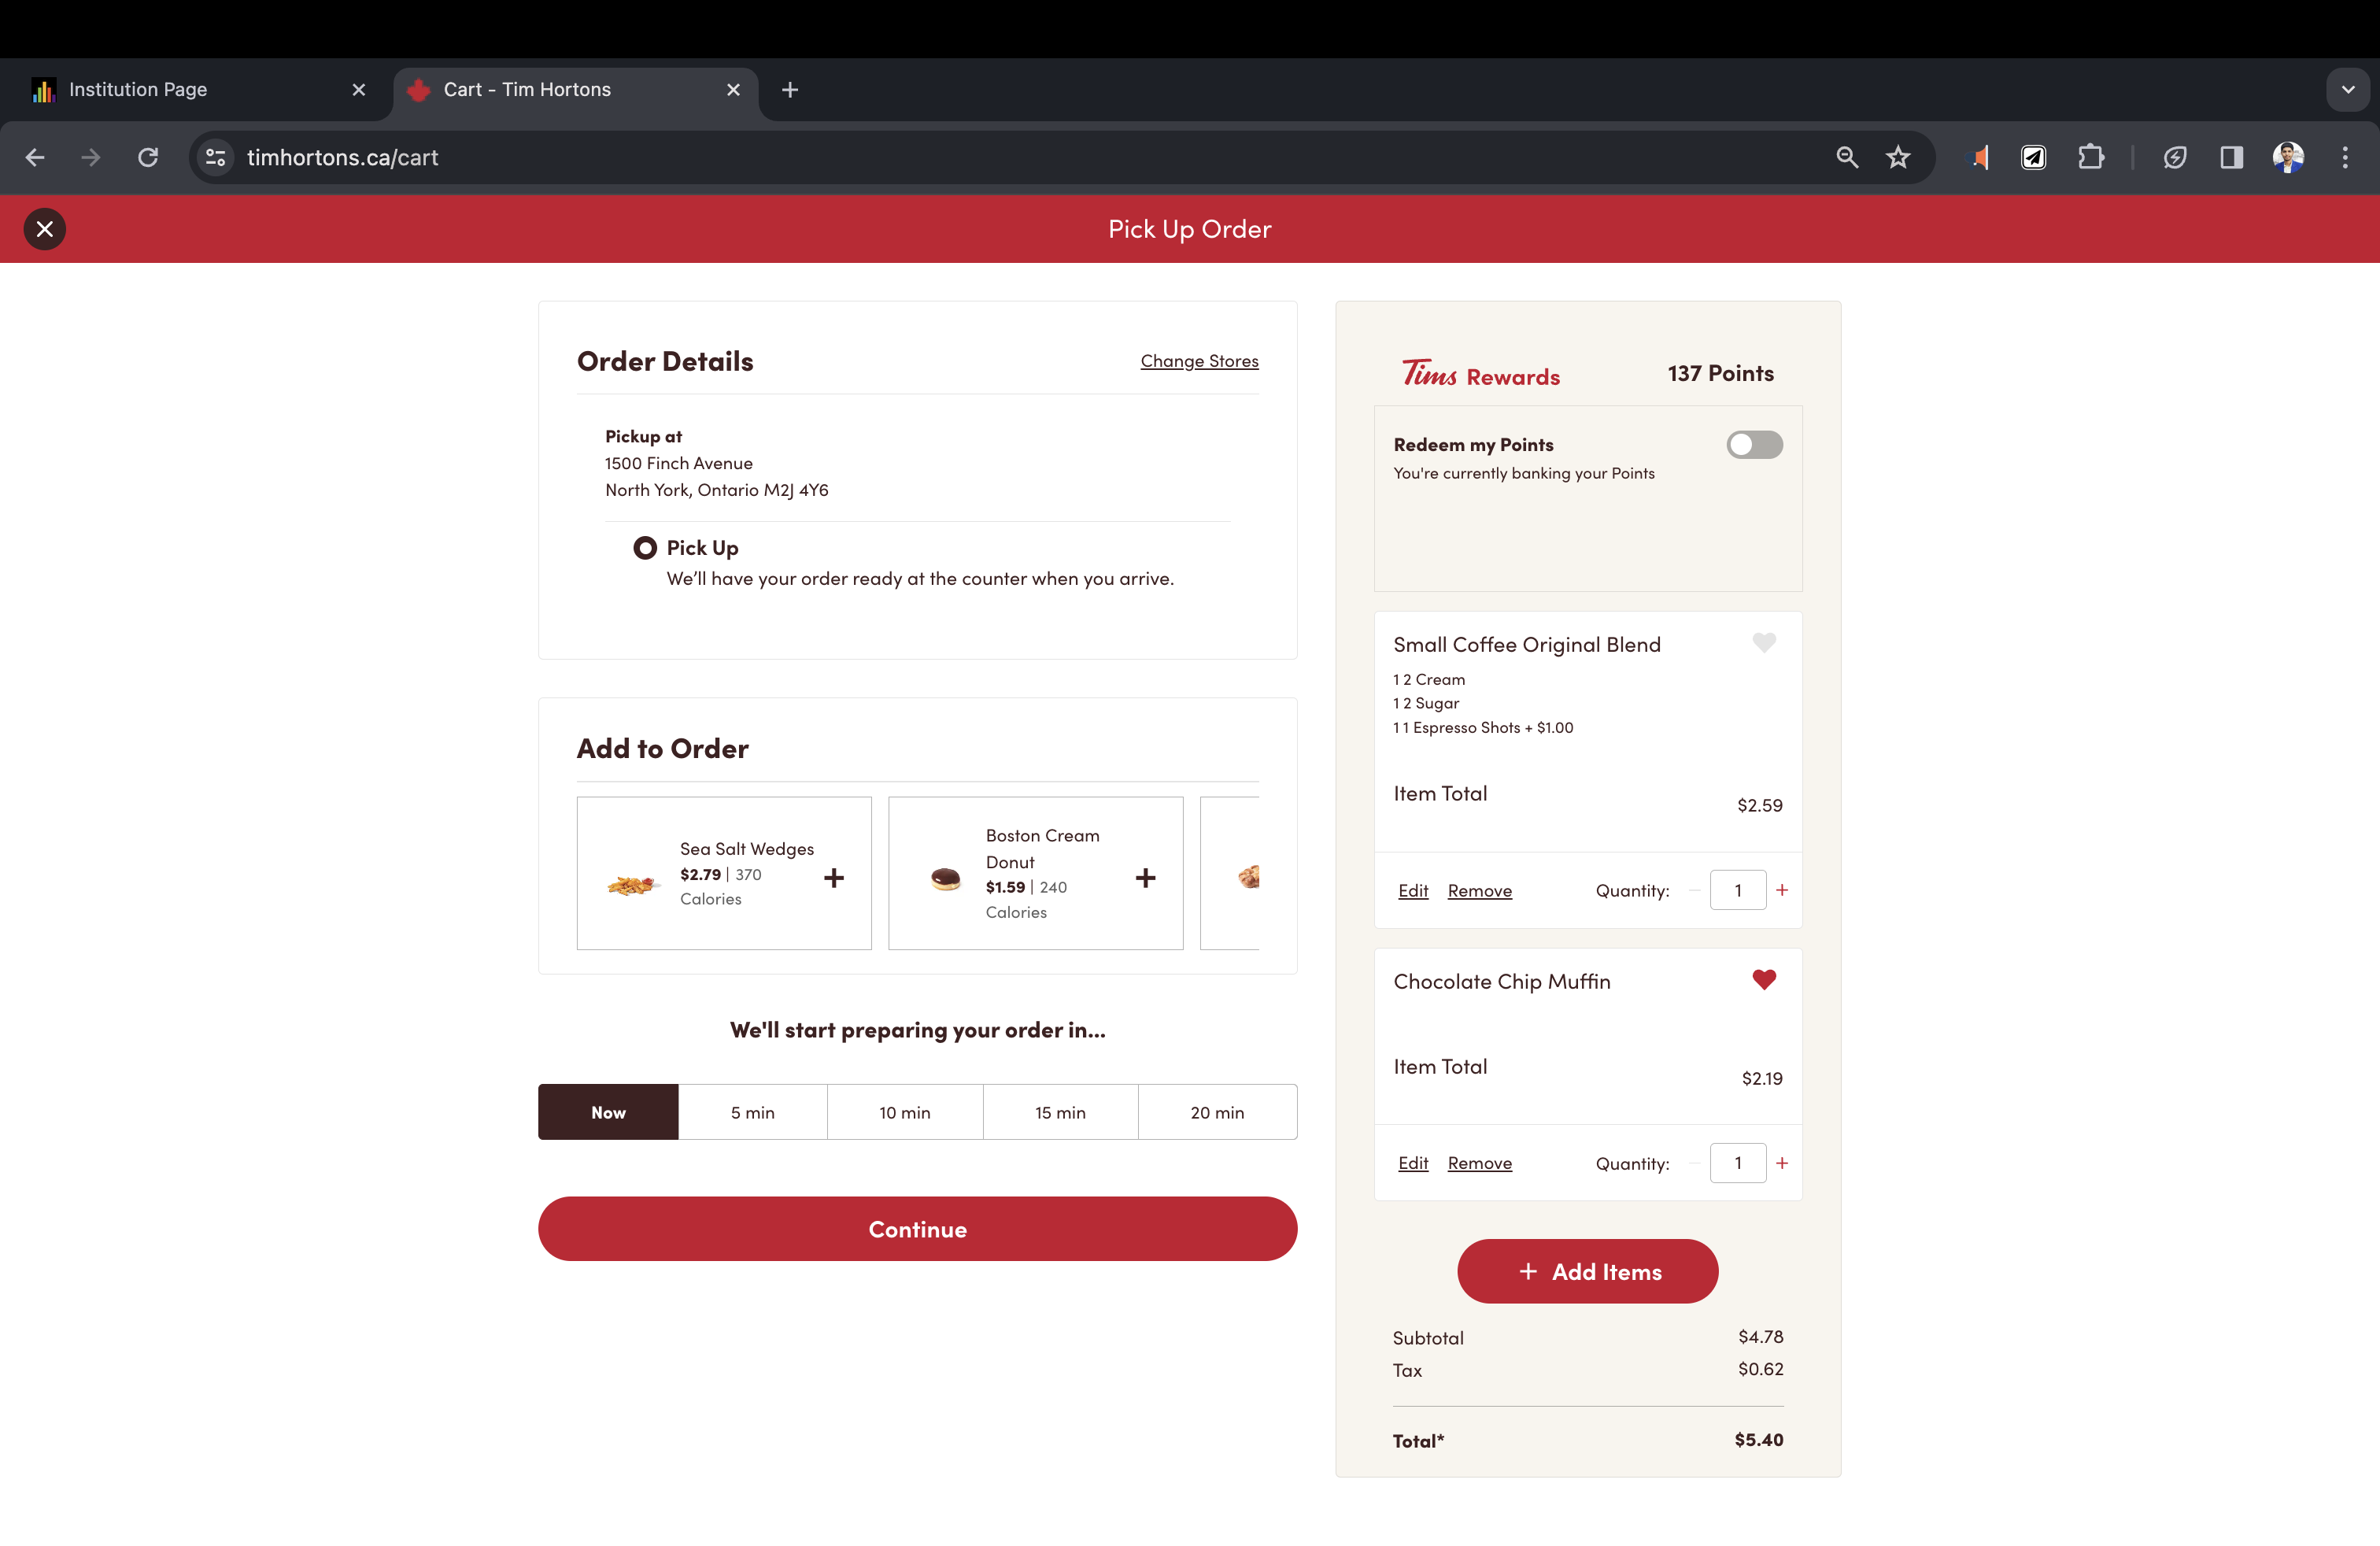 Institution Page
Cart - Tim Hortons
timhortons.ca/cart
Pick Up Order
Order Details
Change Stores
Pickup at
1500 Finch Avenue
North York, Ontario M2J 4Y6
Pick Up
We’ll have your order ready at the counter when you arrive.
Add to Order
Sea Salt Wedges
$2.79 | 370
Calories
Boston Cream
Donut
$1.59 | 240
Calories
We'll start preparing your order in...
Now
5 min
10 min
15 min
20 min
Continue
Tims Rewards
137 Points
Redeem my Points
You're currently banking your Points
Small Coffee Original Blend
1 2 Cream
1 2 Sugar
1 1 Espresso Shots + $1.00
Item Total
$2.59
Edit Remove Quantity: 1 +
Chocolate Chip Muffin
Item Total
$2.19
Edit Remove Quantity: 1 +
+ Add Items
Subtotal $4.78
Tax $0.62
Total* $5.40